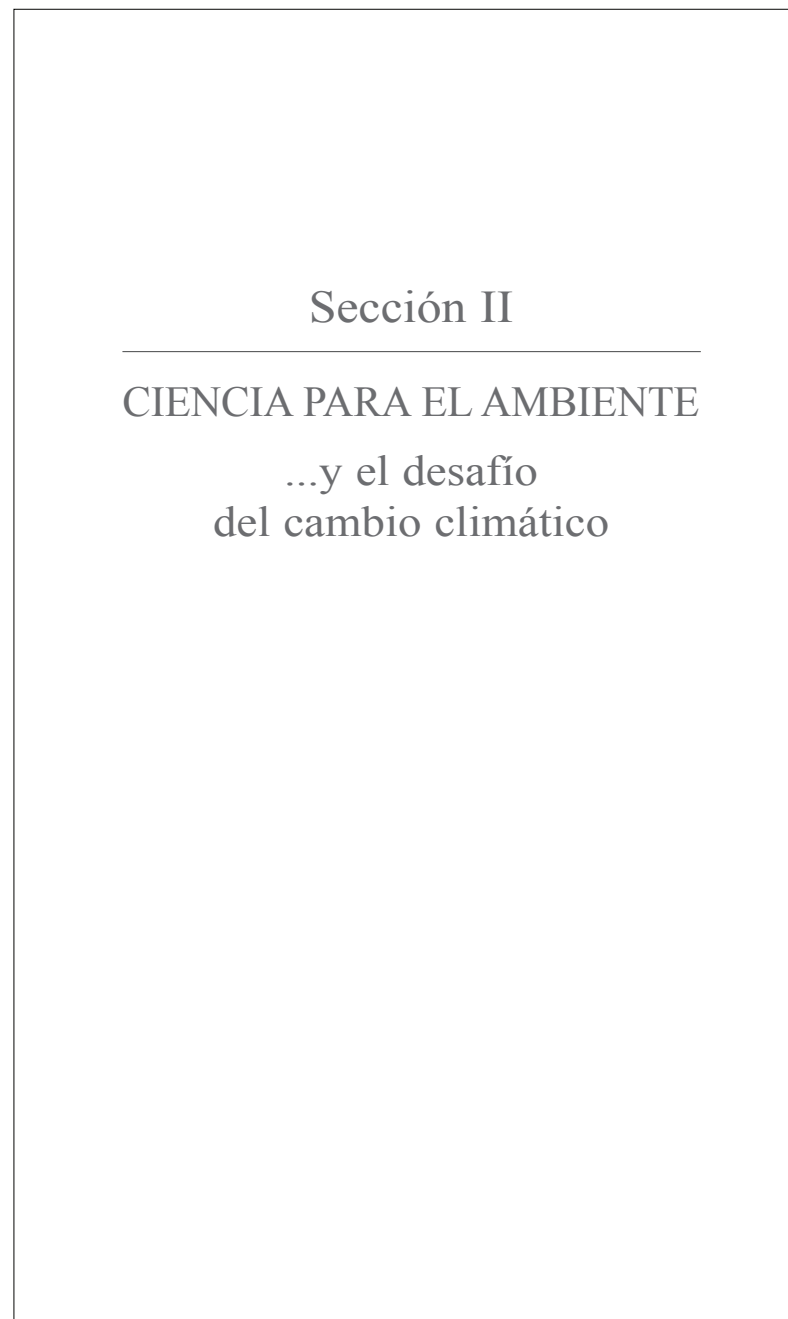 Sección II
CIENCIA PARA EL AMBIENTE
...y el desafío
del cambio climático